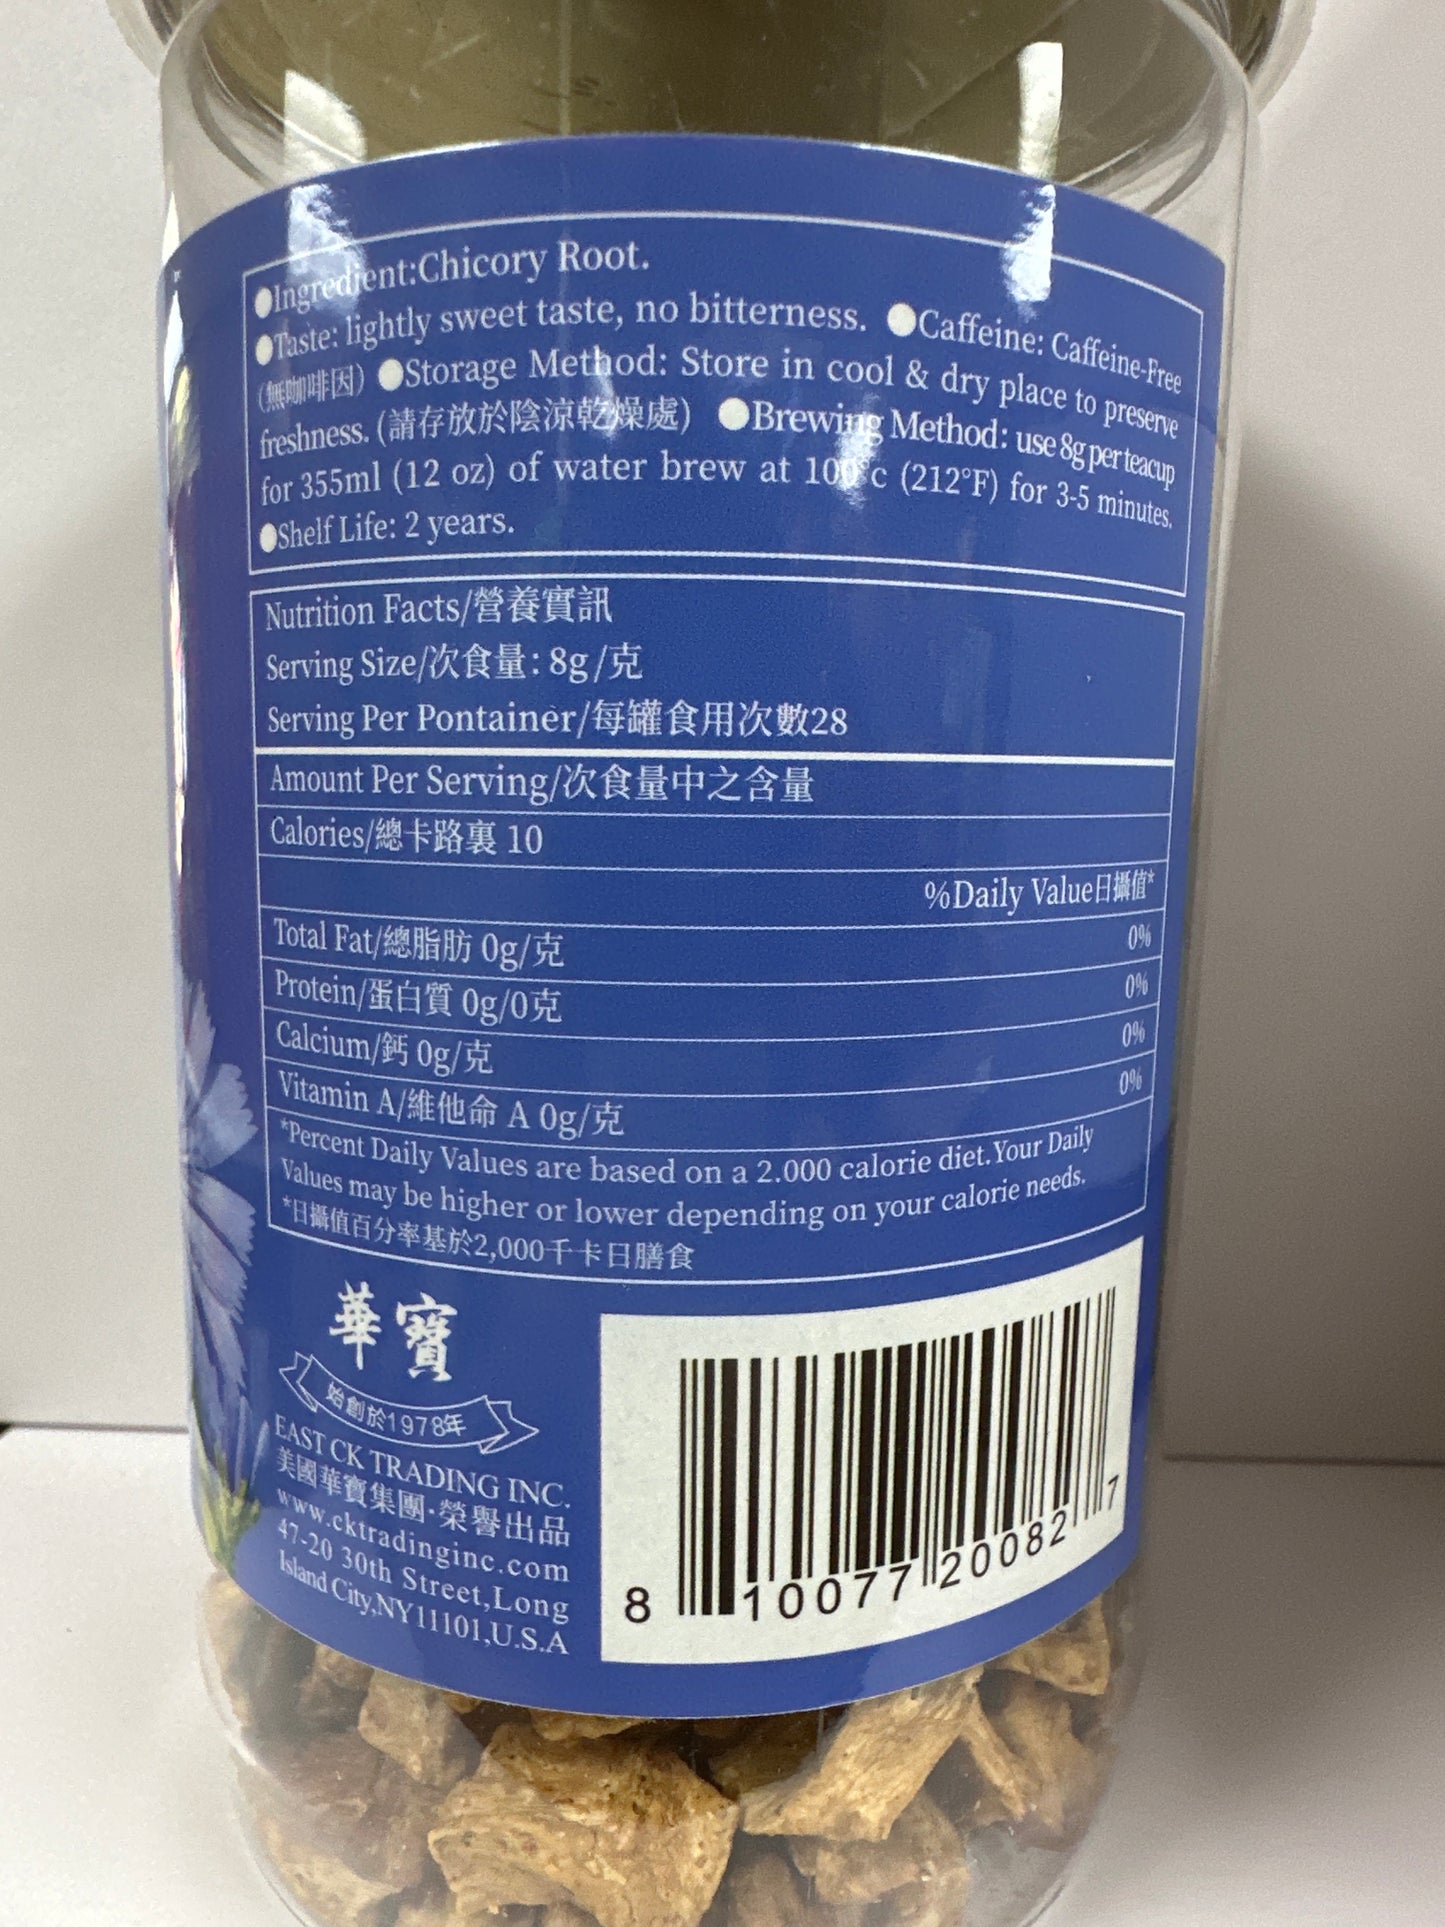 ●Ingredient:Chicory Root.
●Taste: lightly sweet taste, no bitterness. ●Caffeine: Caffeine-Free
(無咖啡因) ●Storage Method: Store in cool & dry place to preserve
freshness. (請存放於陰涼乾燥處) ●Brewing Method: use 8g per teacup
for 355ml (12 oz) of water brew at 100°c (212°F) for 3-5 minutes.
●Shelf Life: 2 years.
Nutrition Facts/營養實訊
Serving Size/次食量: 8g/克
Serving Per Pontainer/每罐食用次數28
Amount Per Serving/次食量中之含量
Calories/總卡路裏 10
%Daily Value日攝值*
Total Fat/總脂肪 0g/克 0%
Protein/蛋白質 0g/0克 0%
Calcium/鈣 0g/克 0%
Vitamin A/維他命 A 0g/克 0%
*Percent Daily Values are based on a 2.000 calorie diet.Your Daily
Values may be higher or lower depending on your calorie needs.
*日攝值百分率基於2,000千卡日膳食
華寶
始創於1978年
EAST CK TRADING INC.
美國華寶集團·榮譽出品
www.cktradinginc.com
47-20 30th Street,Long
Island City,NY11101,U.S.A
8 10077 20082 7